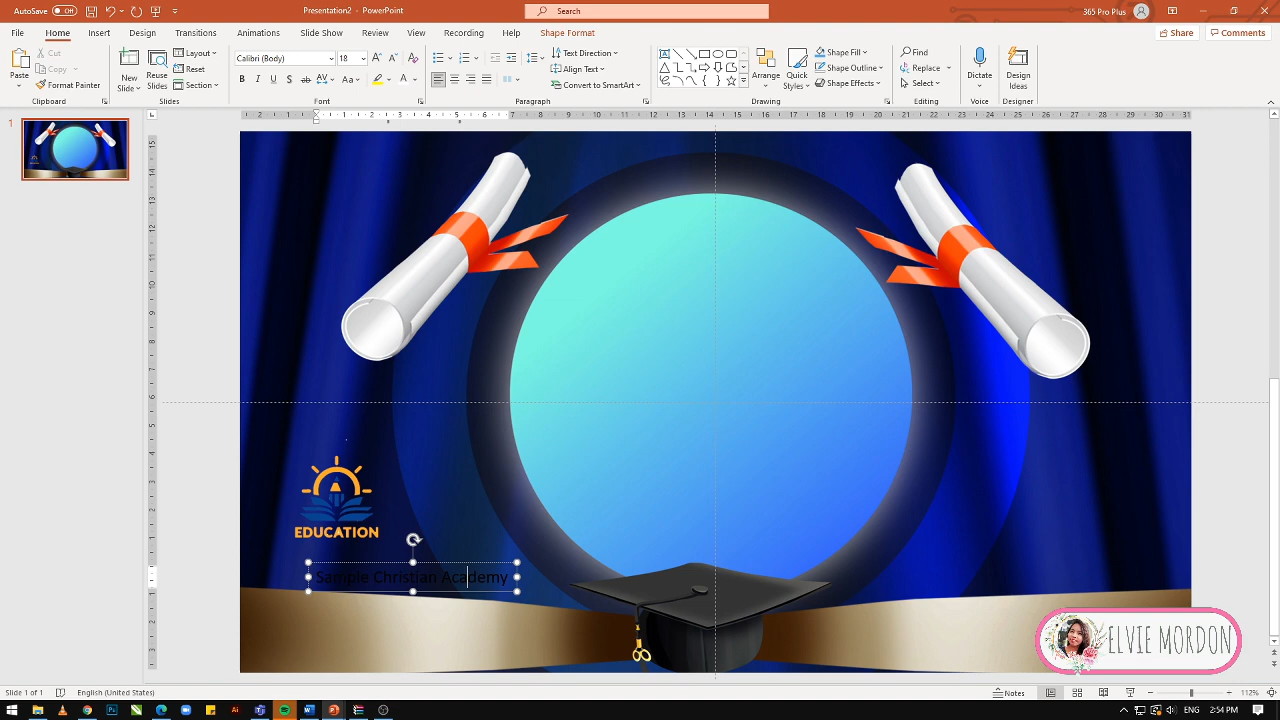 AutoSave Off
Presentation2 - PowerPoint
Search
365 Pro Plus
File Home Insert Design Transitions Animations Slide Show Review View Recording Help Shape Format
Share Comments
Paste
Cut
Copy
Format Painter
Clipboard
New Slide
Reuse Slides
Layout
Reset
Section
Slides
Calibri (Body) 18
Font
Text Direction
Align Text
Convert to SmartArt
Paragraph
Arrange
Quick Styles
Shape Fill
Shape Outline
Shape Effects
Drawing
Find
Replace
Select
Editing
Dictate
Voice
Design Ideas
Designer
1
EDUCATION
Sample Christian Academy
ELVIE MORDON
Slide 1 of 1 English (United States) Notes 112%
ENG 2:54 PM